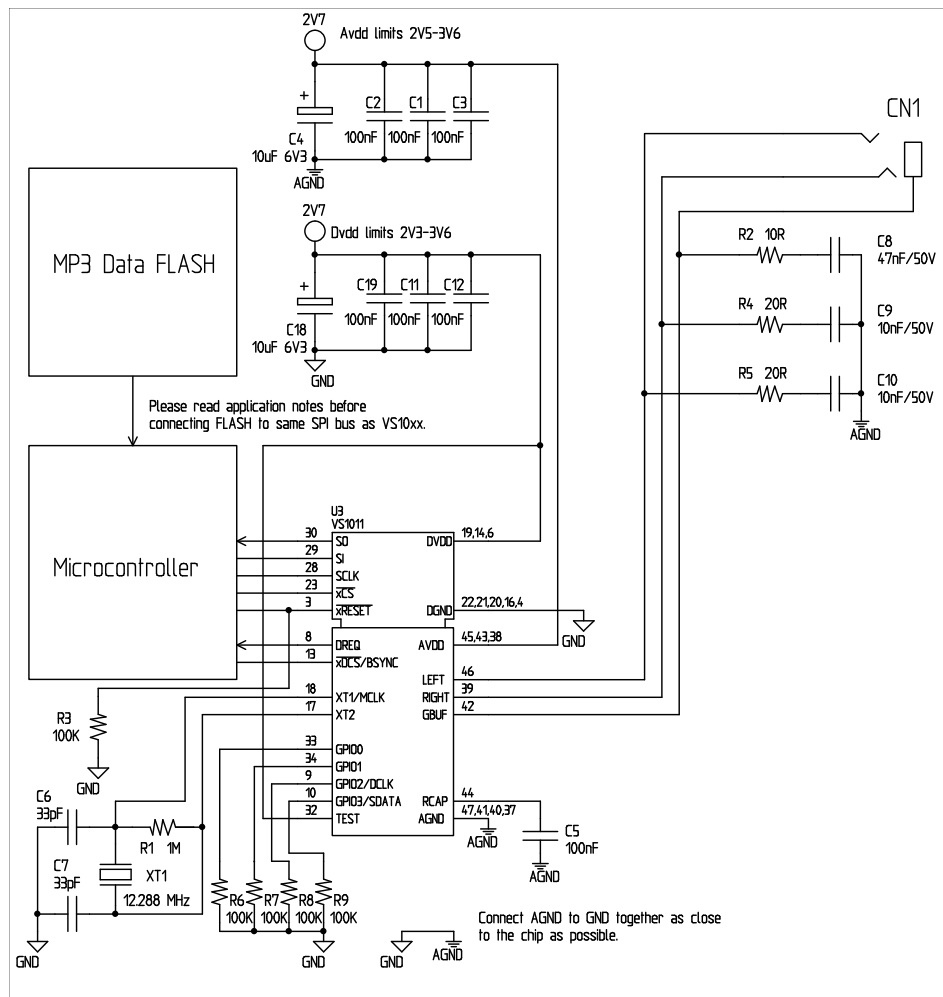 2V7
Avdd limits 2V5-3V6
+
C4
10uF 6V3
C2
100nF
C1
100nF
C3
100nF
AGND
CN1
MP3 Data FLASH
2V7
Dvdd limits 2V3-3V6
+
C18
10uF 6V3
C19
100nF
C11
100nF
C12
100nF
GND
R2 10R
C8
47nF/50V
R4 20R
C9
10nF/50V
R5 20R
C10
10nF/50V
AGND
Please read application notes before
connecting FLASH to same SPI bus as VS10xx.
Microcontroller
U3
VS1011
30 SO
29 SI
28 SCLK
23 xCS
3 xRESET
8 DREQ
13 xDCS/BSYNC
18 XT1/MCLK
17 XT2
33 GPIO0
34 GPIO1
9 GPIO2/DCLK
10 GPIO3/SDATA
32 TEST
DVDD 19,14,6
DGND 22,21,20,16,4
GND
AVDD 45,43,38
LEFT 46
RIGHT 39
GBUF 42
RCAP 44
AGND 47,41,40,37
AGND
C5
100nF
AGND
R3
100K
GND
C6
33pF
R1 1M
C7
33pF
XT1
12.288 MHz
GND
R6
100K
R7
100K
R8
100K
R9
100K
GND
Connect AGND to GND together as close
to the chip as possible.
GND
AGND